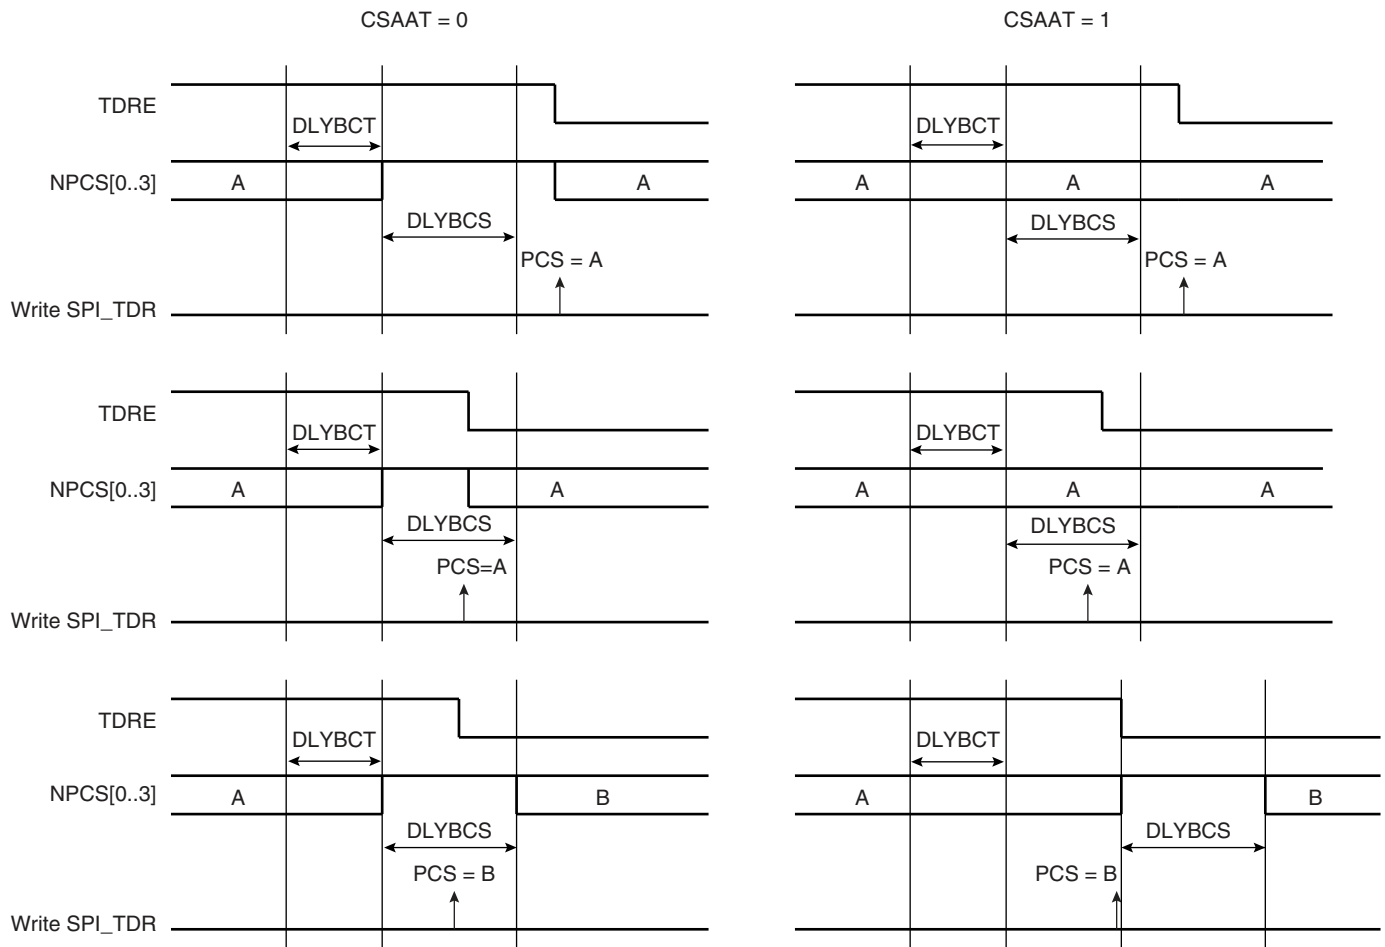 CSAAT = 0 CSAAT = 1
TDRE
DLYBCT DLYBCT
NPCS[0..3] A A A A A
DLYBCS DLYBCS
PCS = A PCS = A
Write SPI_TDR
TDRE
DLYBCT DLYBCT
NPCS[0..3] A A A A A
DLYBCS DLYBCS
PCS=A PCS = A
Write SPI_TDR
TDRE
DLYBCT DLYBCT
NPCS[0..3] A B A B
DLYBCS DLYBCS
PCS = B PCS = B
Write SPI_TDR